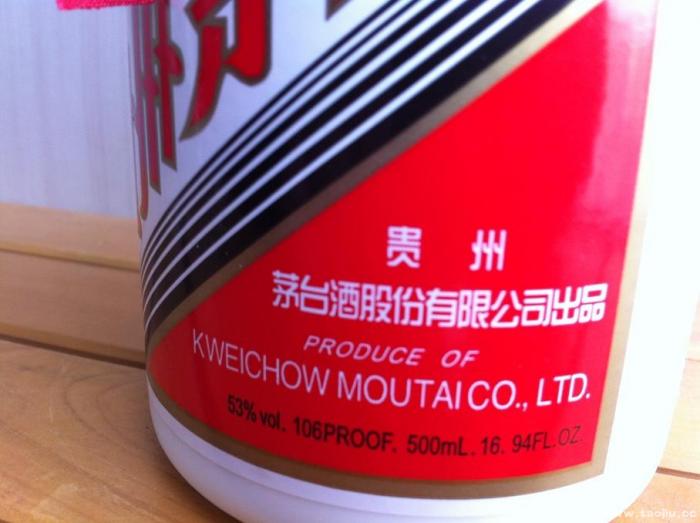 贵州
茅台酒股份有限公司出品
PRODUCE OF
KWEICHOW MOUTAI CO., LTD.
53% vol. 106PROOF. 500mL. 16. 94FL.OZ.